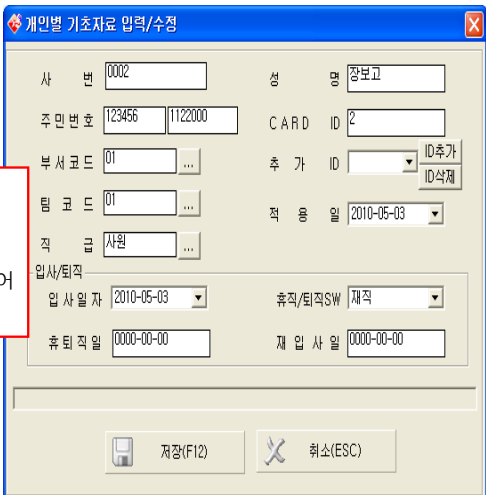 개인별 기초자료 입력/수정
사 번 0002 성 명 장보고
주민번호 123456 1122000 CARD ID 2
부서코드 01 ... 추 가 ID ID추가
ID삭제
팀 코 드 01 ... 적 용 일 2010-05-03
직 급 사원 ...
어
입사/퇴직
입사일자 2010-05-03 휴직/퇴직SW 재직
휴퇴직일 0000-00-00 재 입 사 일 0000-00-00
저장(F12) 취소(ESC)